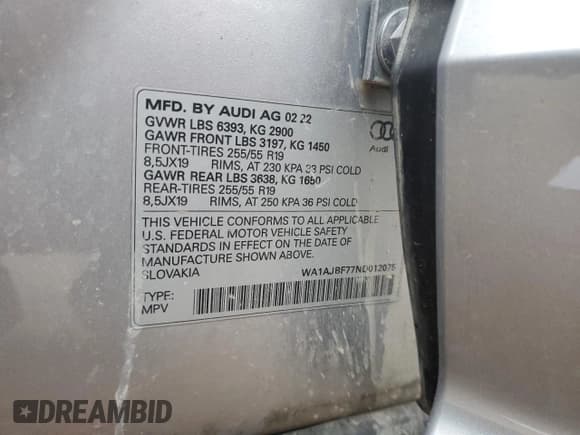 MFD. BY AUDI AG 02 22
GVWR LBS 6393, KG 2900
GAWR FRONT LBS 3197, KG 1450
FRONT-TIRES 255/55 R19
8,5JX19 RIMS, AT 230 KPA 33 PSI COLD
GAWR REAR LBS 3638, KG 1650
REAR-TIRES 255/55 R19
8,5JX19 RIMS, AT 250 KPA 36 PSI COLD
Audi
THIS VEHICLE CONFORMS TO ALL APPLICABLE
U.S. FEDERAL MOTOR VEHICLE SAFETY
STANDARDS IN EFFECT ON THE DATE OF
MANUFACTURE SHOWN ABOVE.
SLOVAKIA WA1AJBF77ND012075
TYPE:
MPV
DREAMBID